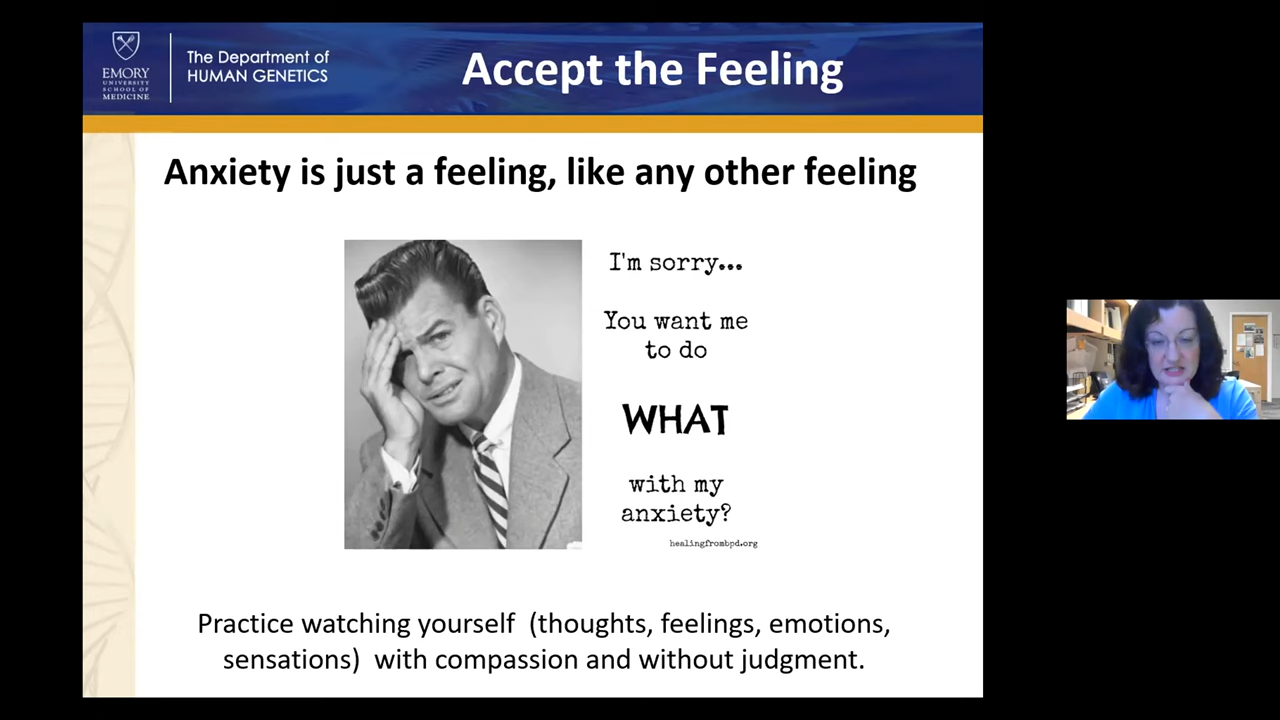 EMORY
UNIVERSITY
SCHOOL OF
MEDICINE
The Department of
HUMAN GENETICS
Accept the Feeling
Anxiety is just a feeling, like any other feeling
I'm sorry...
You want me
to do
WHAT
with my
anxiety?
healingfrombpd.org
Practice watching yourself (thoughts, feelings, emotions,
sensations) with compassion and without judgment.